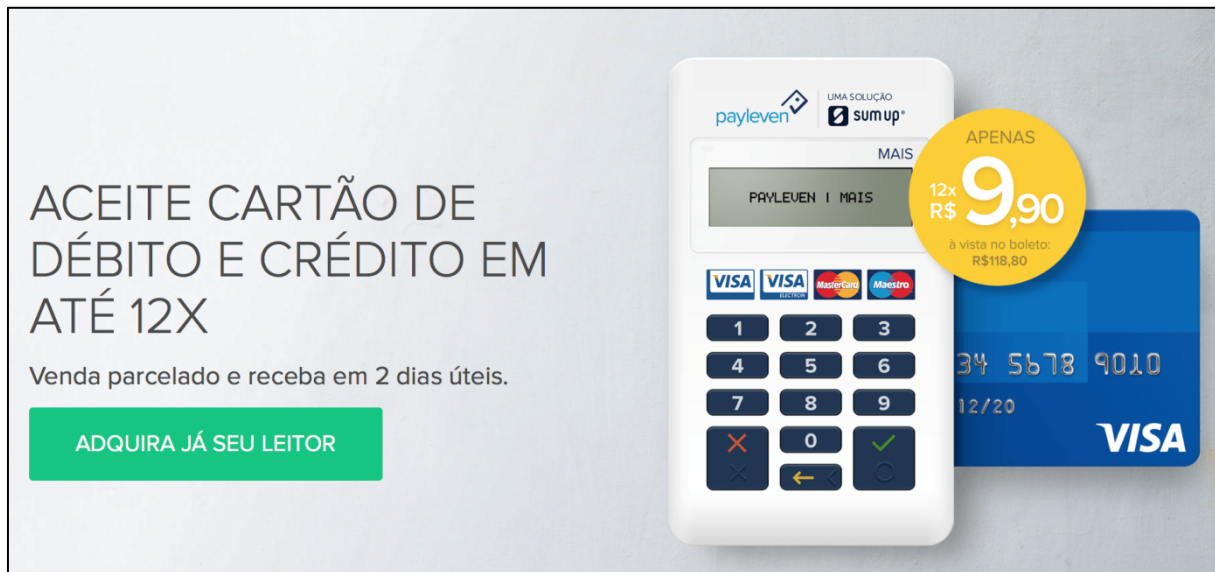 ACEITE CARTÃO DE
DÉBITO E CRÉDITO EM
ATÉ 12X
Venda parcelado e receba em 2 dias úteis.
ADQUIRA JÁ SEU LEITOR
payleven
UMA SOLUÇÃO
sumup
MAIS
PAYLEVEN | MAIS
APENAS
12x
R$ 9,90
à vista no boleto:
R$118,80
VISA VISA ELECTRON MasterCard Maestro
1 2 3
4 5 6
7 8 9
0
34 5678 9010
12/20
VISA